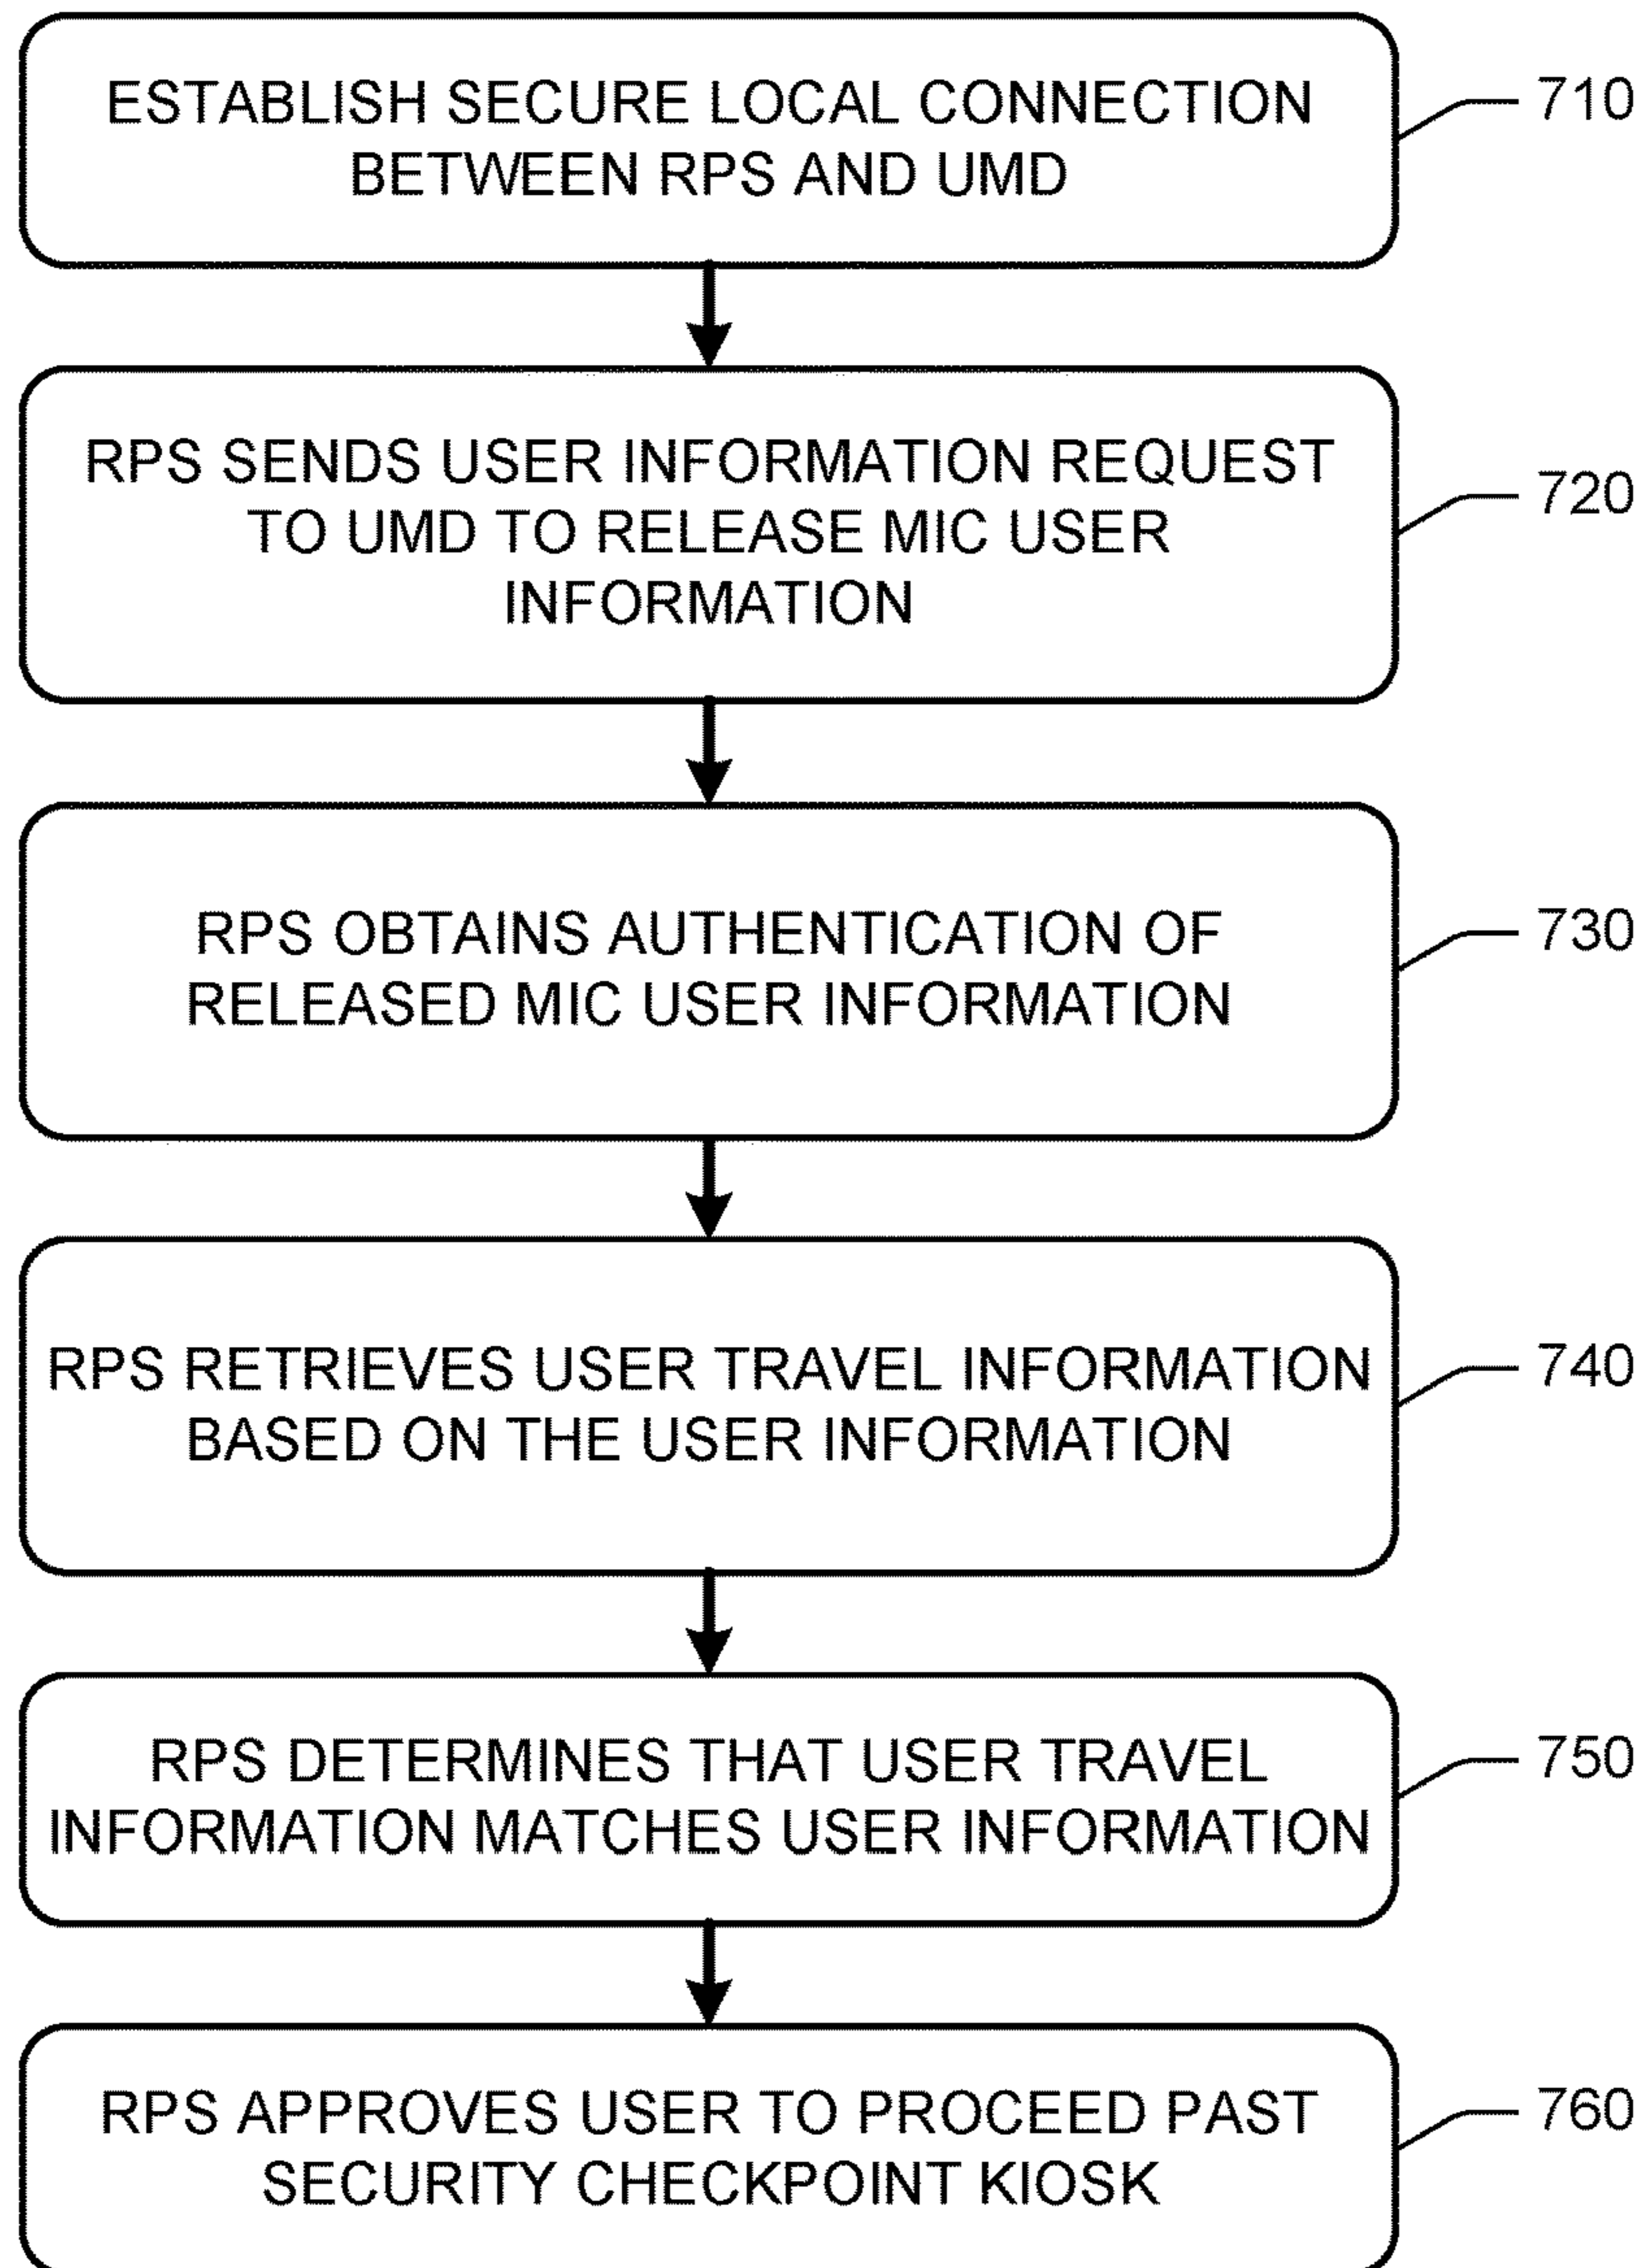 ESTABLISH SECURE LOCAL CONNECTION
BETWEEN RPS AND UMD
710
RPS SENDS USER INFORMATION REQUEST
TO UMD TO RELEASE MIC USER
INFORMATION
720
RPS OBTAINS AUTHENTICATION OF
RELEASED MIC USER INFORMATION
730
RPS RETRIEVES USER TRAVEL INFORMATION
BASED ON THE USER INFORMATION
740
RPS DETERMINES THAT USER TRAVEL
INFORMATION MATCHES USER INFORMATION
750
RPS APPROVES USER TO PROCEED PAST
SECURITY CHECKPOINT KIOSK
760